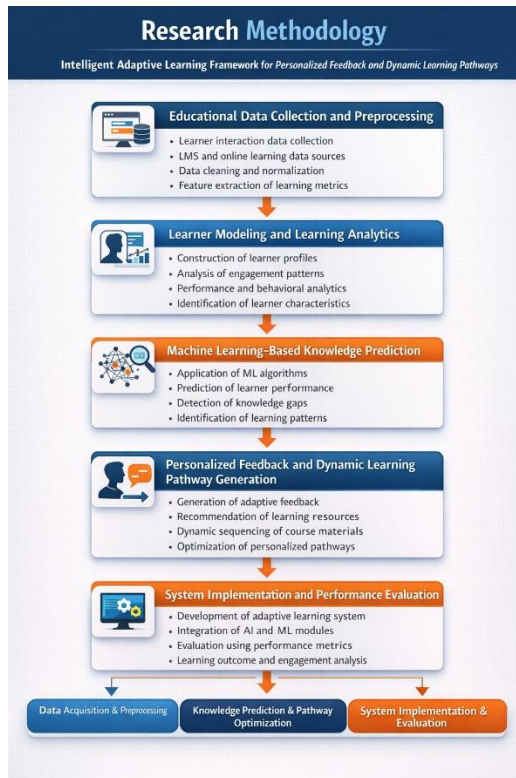 Research Methodology
Intelligent Adaptive Learning Framework for Personalized Feedback and Dynamic Learning Pathways
Educational Data Collection and Preprocessing
• Learner interaction data collection
• LMS and online learning data sources
• Data cleaning and normalization
• Feature extraction of learning metrics
Learner Modeling and Learning Analytics
• Construction of learner profiles
• Analysis of engagement patterns
• Performance and behavioral analytics
• Identification of learner characteristics
Machine Learning-Based Knowledge Prediction
• Application of ML algorithms
• Prediction of learner performance
• Detection of knowledge gaps
• Identification of learning patterns
Personalized Feedback and Dynamic Learning
Pathway Generation
• Generation of adaptive feedback
• Recommendation of learning resources
• Dynamic sequencing of course materials
• Optimization of personalized pathways
System Implementation and Performance Evaluation
• Development of adaptive learning system
• Integration of AI and ML modules
• Evaluation using performance metrics
• Learning outcome and engagement analysis
Data Acquisition & Preprocessing
Knowledge Prediction & Pathway
Optimization
System Implementation &
Evaluation